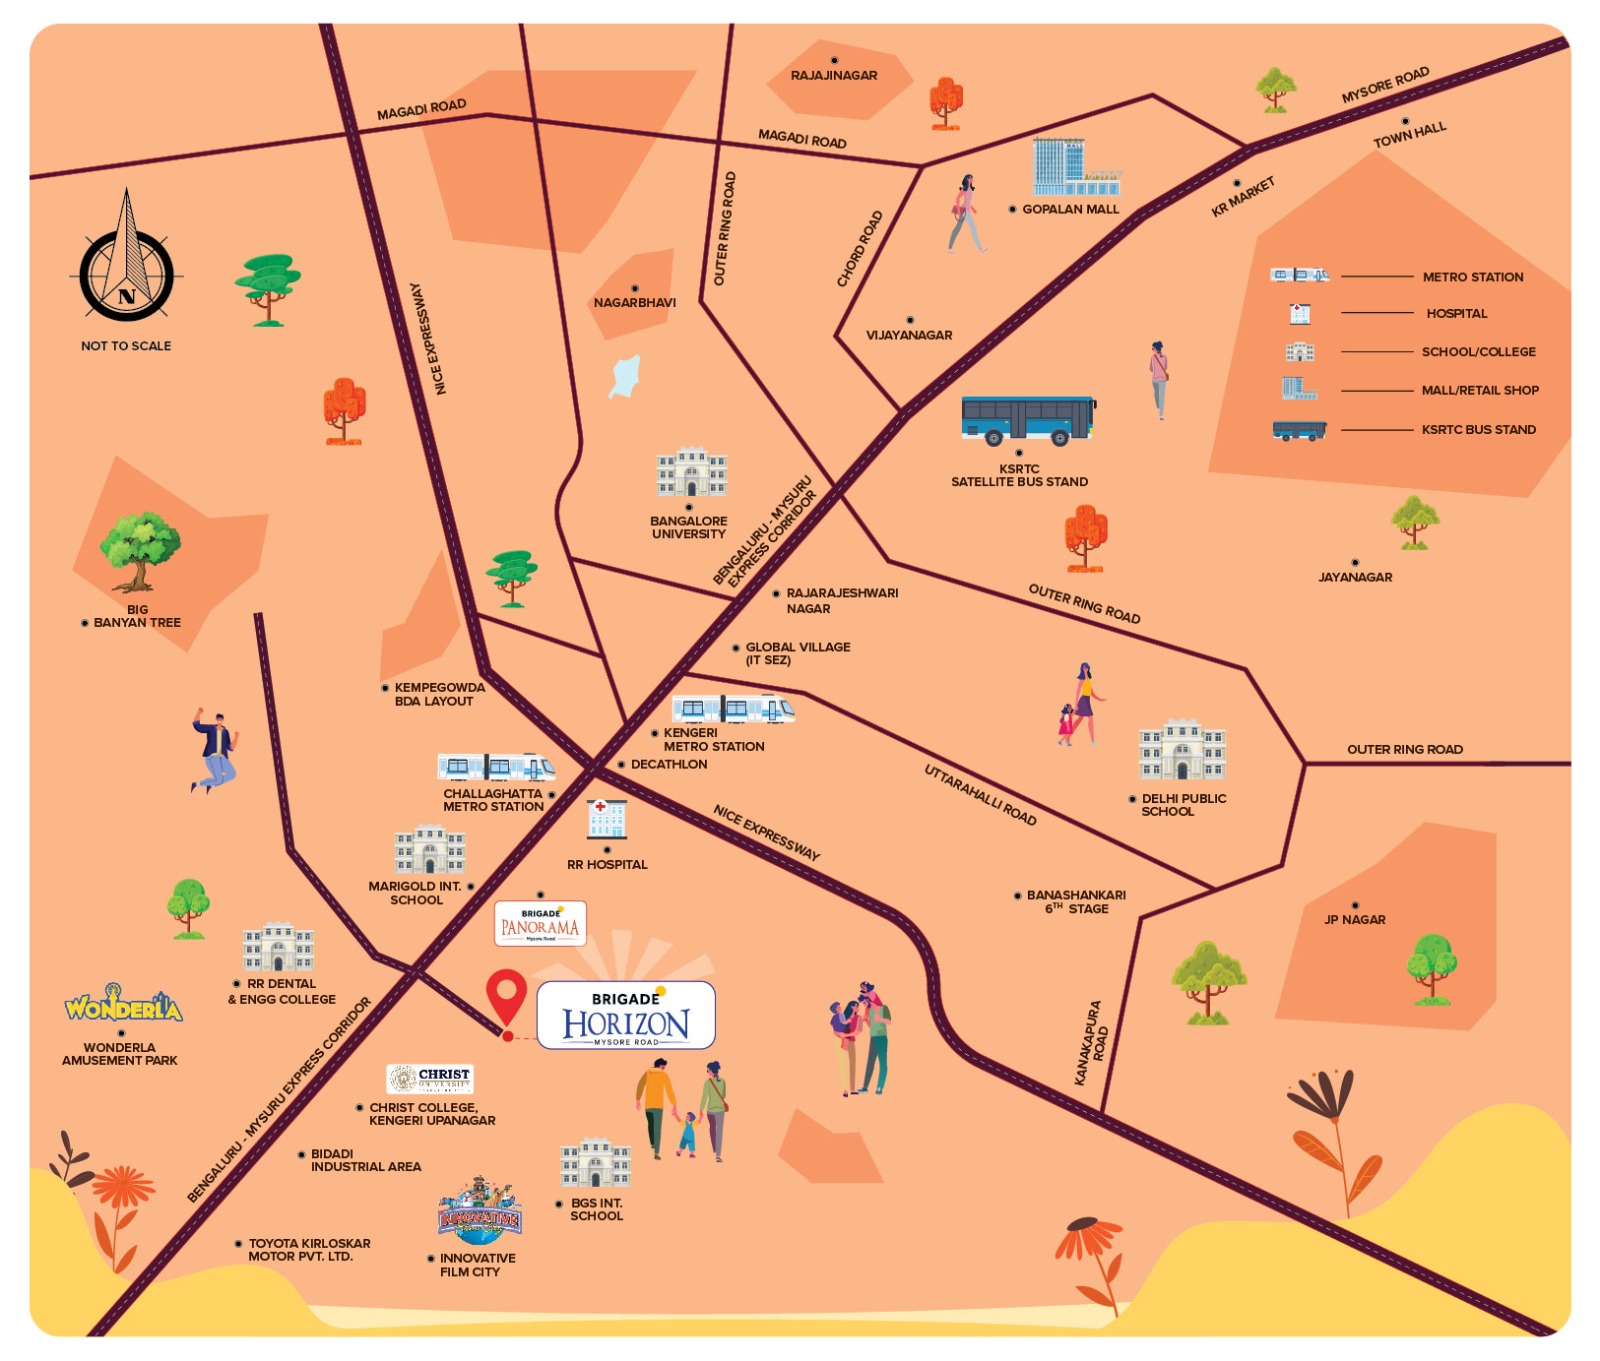 RAJAJINAGAR
MYSORE ROAD
MAGADI ROAD
TOWN HALL
MAGADI ROAD
MALL
GOPALAN MALL
KR MARKET
OUTER RING ROAD
CHORD ROAD
N
NOT TO SCALE
NICE EXPRESSWAY
NAGARBHAVI
VIJAYANAGAR
METRO STATION
HOSPITAL
SCHOOL/COLLEGE
MALL/RETAIL SHOP
KSRTC BUS STAND
KSRTC
SATELLITE BUS STAND
BANGALORE
UNIVERSITY
BENGALURU - MYSURU
EXPRESS CORRIDOR
JAYANAGAR
RAJARAJESHWARI
NAGAR
OUTER RING ROAD
BIG
BANYAN TREE
GLOBAL VILLAGE
(IT SEZ)
KEMPEGOWDA
BDA LAYOUT
KENGERI
METRO STATION
DECATHLON
OUTER RING ROAD
CHALLAGHATTA
METRO STATION
UTTARAHALLI ROAD
DELHI PUBLIC
SCHOOL
NICE EXPRESSWAY
RR HOSPITAL
MARIGOLD INT.
SCHOOL
BANASHANKARI
6TH STAGE
JP NAGAR
BRIGADE
PANORAMA
Mysore Road
RR DENTAL
& ENGG COLLEGE
WONDERLA
WONDERLA
AMUSEMENT PARK
BRIGADE
HORIZON
MYSORE ROAD
KANAKAPURA
ROAD
BENGALURU - MYSURU EXPRESS CORRIDOR
CHRIST
UNIVERSITY
CHRIST COLLEGE,
KENGERI UPANAGAR
BIDADI
INDUSTRIAL AREA
BGS INT.
SCHOOL
INNOVATIVE
Film City
TOYOTA KIRLOSKAR
MOTOR PVT. LTD.
INNOVATIVE
FILM CITY